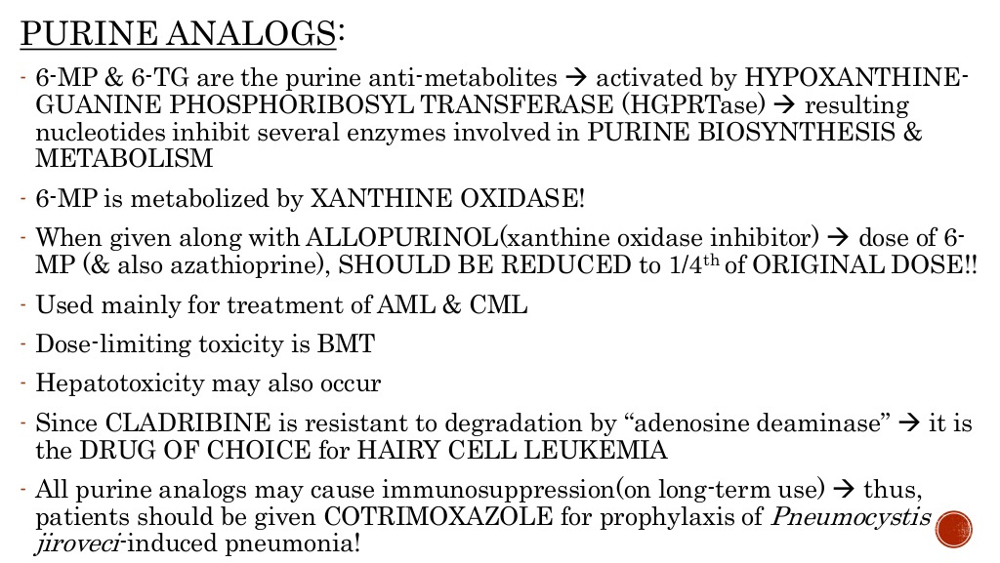 PURINE ANALOGS:
- 6-MP & 6-TG are the purine anti-metabolites → activated by HYPOXANTHINE-
GUANINE PHOSPHORIBOSYL TRANSFERASE (HGPRTase) → resulting
nucleotides inhibit several enzymes involved in PURINE BIOSYNTHESIS &
METABOLISM
- 6-MP is metabolized by XANTHINE OXIDASE!
- When given along with ALLOPURINOL(xanthine oxidase inhibitor) → dose of 6-
MP (& also azathioprine), SHOULD BE REDUCED to 1/4th of ORIGINAL DOSE!!
- Used mainly for treatment of AML & CML
- Dose-limiting toxicity is BMT
- Hepatotoxicity may also occur
- Since CLADRIBINE is resistant to degradation by “adenosine deaminase” → it is
the DRUG OF CHOICE for HAIRY CELL LEUKEMIA
- All purine analogs may cause immunosuppression(on long-term use) → thus,
patients should be given COTRIMOXAZOLE for prophylaxis of Pneumocystis
jiroveci-induced pneumonia!